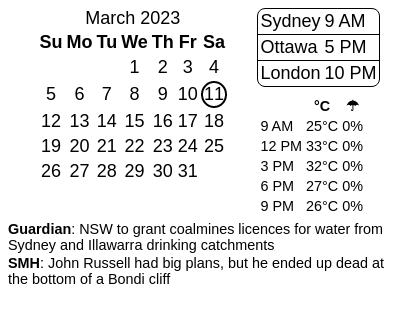 March 2023
Su Mo Tu We Th Fr Sa
1 2 3 4
5 6 7 8 9 10 11
12 13 14 15 16 17 18
19 20 21 22 23 24 25
26 27 28 29 30 31
Sydney 9 AM
Ottawa 5 PM
London 10 PM
°C ☂
9 AM 25°C 0%
12 PM 33°C 0%
3 PM 32°C 0%
6 PM 27°C 0%
9 PM 26°C 0%
Guardian: NSW to grant coalmines licences for water from
Sydney and Illawarra drinking catchments
SMH: John Russell had big plans, but he ended up dead at
the bottom of a Bondi cliff